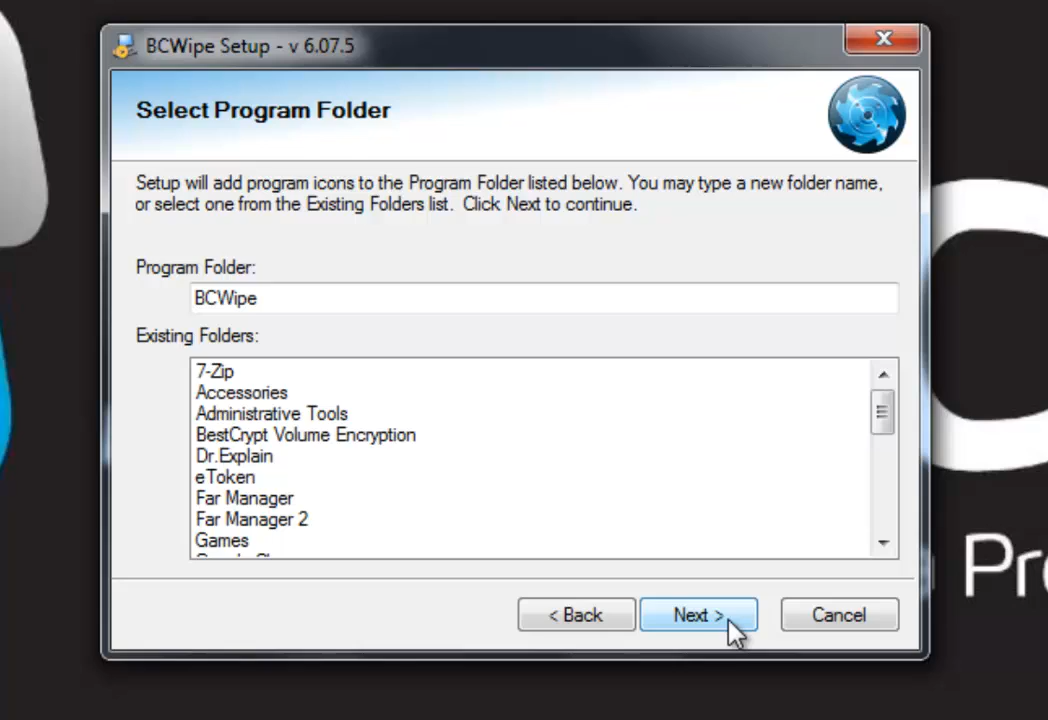 BCWipe Setup - v 6.07.5
Select Program Folder
Setup will add program icons to the Program Folder listed below. You may type a new folder name,
or select one from the Existing Folders list. Click Next to continue.
Program Folder:
BCWipe
Existing Folders:
7-Zip
Accessories
Administrative Tools
BestCrypt Volume Encryption
Dr.Explain
eToken
Far Manager
Far Manager 2
Games
< Back
Next >
Cancel